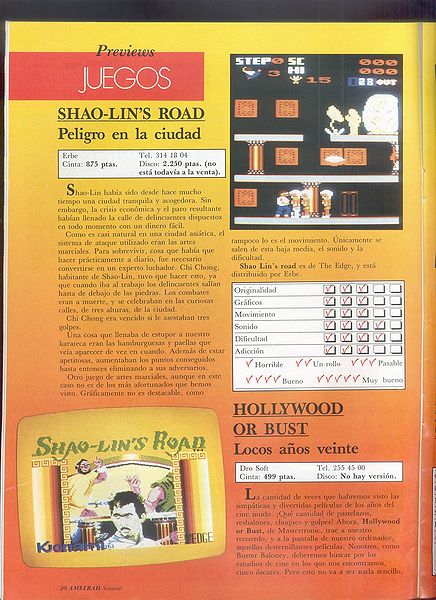 Previews
JUEGOS
SHAO-LIN'S ROAD
Peligro en la ciudad
Erbe Tel. 314 18 04
Cinta: 875 ptas. Disco: 2.250 ptas. (no
está todavía a la venta).
Shao-Lin había sido desde hace mucho
tiempo una ciudad tranquila y acogedora. Sin
embargo, la crisis económica y el paro resultante
habían llenado la calle de delincuentes dispuestos
en todo momento con un dinero fácil.
Como es casi natural en una ciudad asiática, el
sistema de ataque utilizado eran las artes
marciales. Para sobrevivir, cosa que había que
hacer prácticamente a diario, fue necesario
convertirse en un experto luchador. Chi Chong,
habitante de Shao-Lin, tuvo que hacer esto, ya
que cuando iba al trabajo los delincuentes salían
hasta de debajo de las piedras. Los combates
eran a muerte, y se celebraban en las curiosas
calles, de tres alturas, de la ciudad.
Chi Chong era vencido si le asestaban tres
golpes.
Una cosa que llenaba de estupor a nuestro
karateca eran las hamburguesas y paellas que
veía aparecer de vez en cuando. Además de estar
apetitosas, aumentaban los puntos conseguidos
hasta entonces eliminando a sus adversarios.
Otro juego de artes marciales, aunque en este
caso no es de los más afortunados que hemos
visto. Gráficamente no es destacable, como
SHAO-LIN'S ROAD
Konami
EDGE
20 AMSTRAD Semanal
STEP0 SC 000
3 HI 000
15 OUT
tampoco lo es el movimiento. Únicamente se
salen de esta baja media, el sonido y la
dificultad.
Shao Lin's road es de The Edge, y está
distribuido por Erbe.
Originalidad
Gráficos
Movimiento
Sonido
Dificultad
Adicción
Horrible Un rollo Pasable
Bueno Muy bueno
HOLLYWOOD
OR BUST
Locos años veinte
Dro Soft Tel. 255 45 00
Cinta: 499 ptas. Disco: No hay versión.
La cantidad de veces que habremos visto las
simpáticas y divertidas películas de los años del
cine mudo. ¡Qué cantidad de pastelazos,
resbalones, choques y golpes! Ahora, Hollywood
or Bust, de Mastertronic, trae a nuestro
recuerdo, y a la pantalla de nuestro ordenador,
aquellas desternillantes películas. Nosotros, como
Buster Baloney, deberemos buscar por los
estudios de cine en los que nos encontramos,
cinco óscares. Pero esto no va a ser nada sencillo,